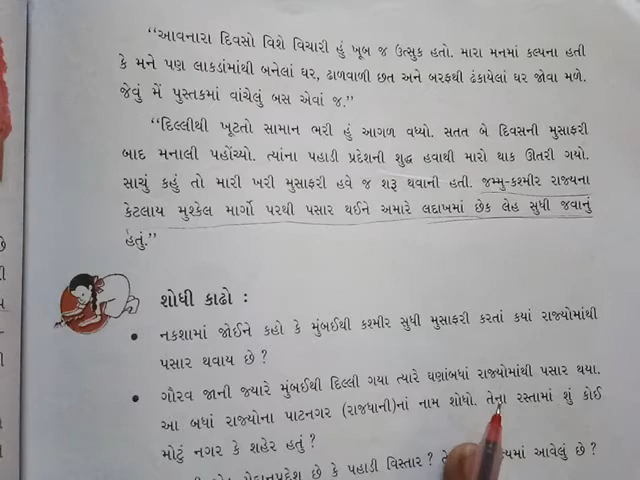 “આવનારા દિવસો વિશે વિચારી હું ખૂબ જ ઉત્સુક હતો. મારા મનમાં કલ્પના હતી
કે મને પણ લાકડાંમાંથી બનેલાં ઘર, ઢાળવાળી છત અને બરફથી ઢંકાયેલાં ઘર જોવા મળે.
જેવું મેં પુસ્તકમાં વાંચેલું બસ એવાં જ.”
“દિલ્લીથી ખૂટતો સામાન ભરી હું આગળ વધ્યો. સતત બે દિવસની મુસાફરી
બાદ મનાલી પહોંચ્યો. ત્યાંના પહાડી પ્રદેશની શુદ્ધ હવાથી મારો થાક ઊતરી ગયો.
સાચું કહું તો મારી ખરી મુસાફરી હવે જ શરૂ થવાની હતી. જમ્મુ-કશ્મીર રાજ્યના
કેટલાય મુશ્કેલ માર્ગો પરથી પસાર થઈને અમારે લદાખમાં છેક લેહ સુધી જવાનું
હતું.”
શોધી કાઢો :
• નકશામાં જોઈને કહો કે મુંબઈથી કશ્મીર સુધી મુસાફરી કરતાં કયાં રાજ્યોમાંથી
પસાર થવાય છે ?
• ગૌરવ જાની જ્યારે મુંબઈથી દિલ્લી ગયા ત્યારે ઘણાંબધાં રાજ્યોમાંથી પસાર થયા.
આ બધાં રાજ્યોના પાટનગર (રાજધાની)નાં નામ શોધો. તેના રસ્તામાં શું કોઈ
મોટું નગર કે શહેર હતું ?
છે કે પહાડી વિસ્તાર ? આવેલું છે ?